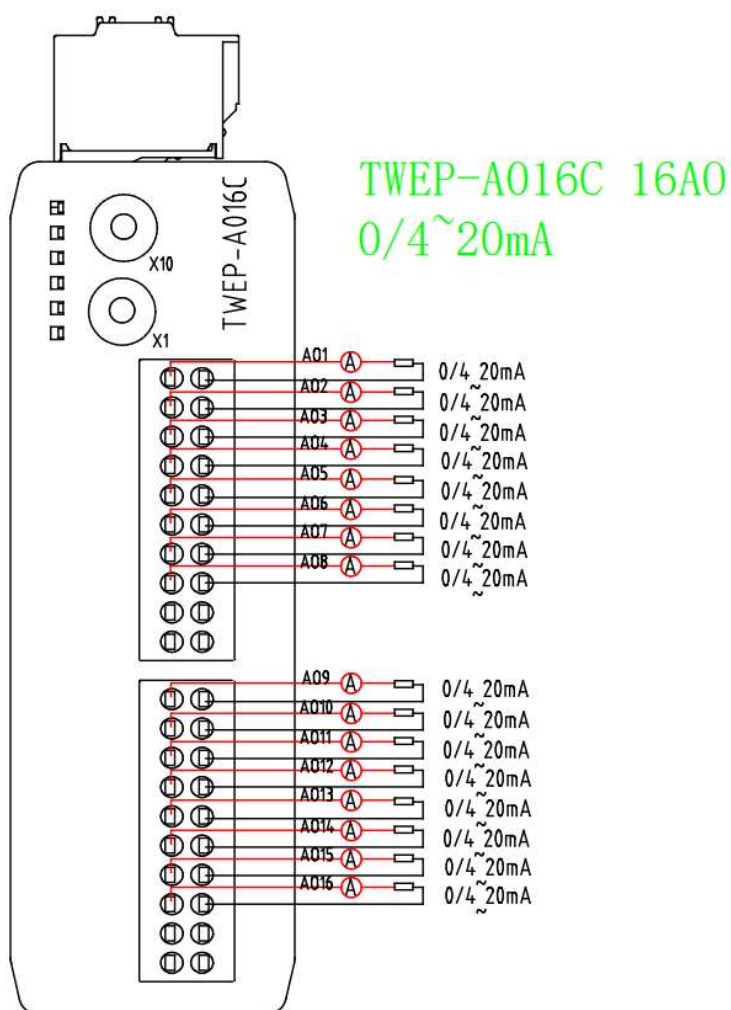 TWEP-AO16C 16AO
0/4~20mA
TWEP-AO16C
X10
X1
AO1 A 0/4~20mA
AO2 A 0/4~20mA
AO3 A 0/4~20mA
AO4 A 0/4~20mA
AO5 A 0/4~20mA
AO6 A 0/4~20mA
AO7 A 0/4~20mA
AO8 A 0/4~20mA
AO9 A 0/4~20mA
AO10 A 0/4~20mA
AO11 A 0/4~20mA
AO12 A 0/4~20mA
AO13 A 0/4~20mA
AO14 A 0/4~20mA
AO15 A 0/4~20mA
AO16 A 0/4~20mA